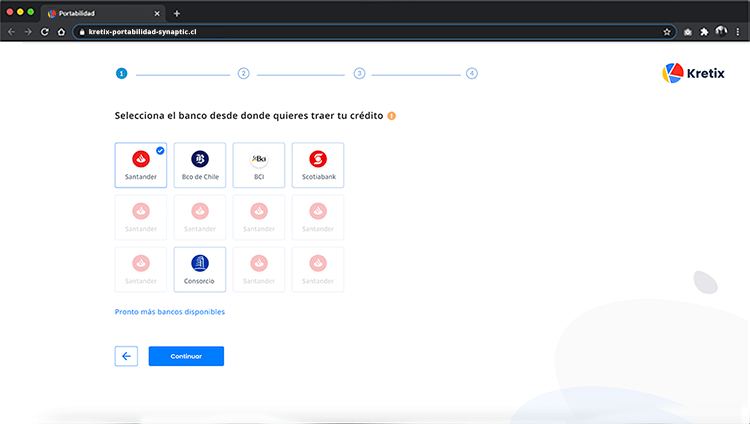 Portabilidad
kretix-portabilidad-synaptic.cl
1 2 3 4
Kretix
Selecciona el banco desde donde quieres traer tu crédito
Santander Bco de Chile BCI Scotiabank
Santander Santander Santander Santander
Santander Consorcio Santander Santander
Pronto más bancos disponibles
Continuar